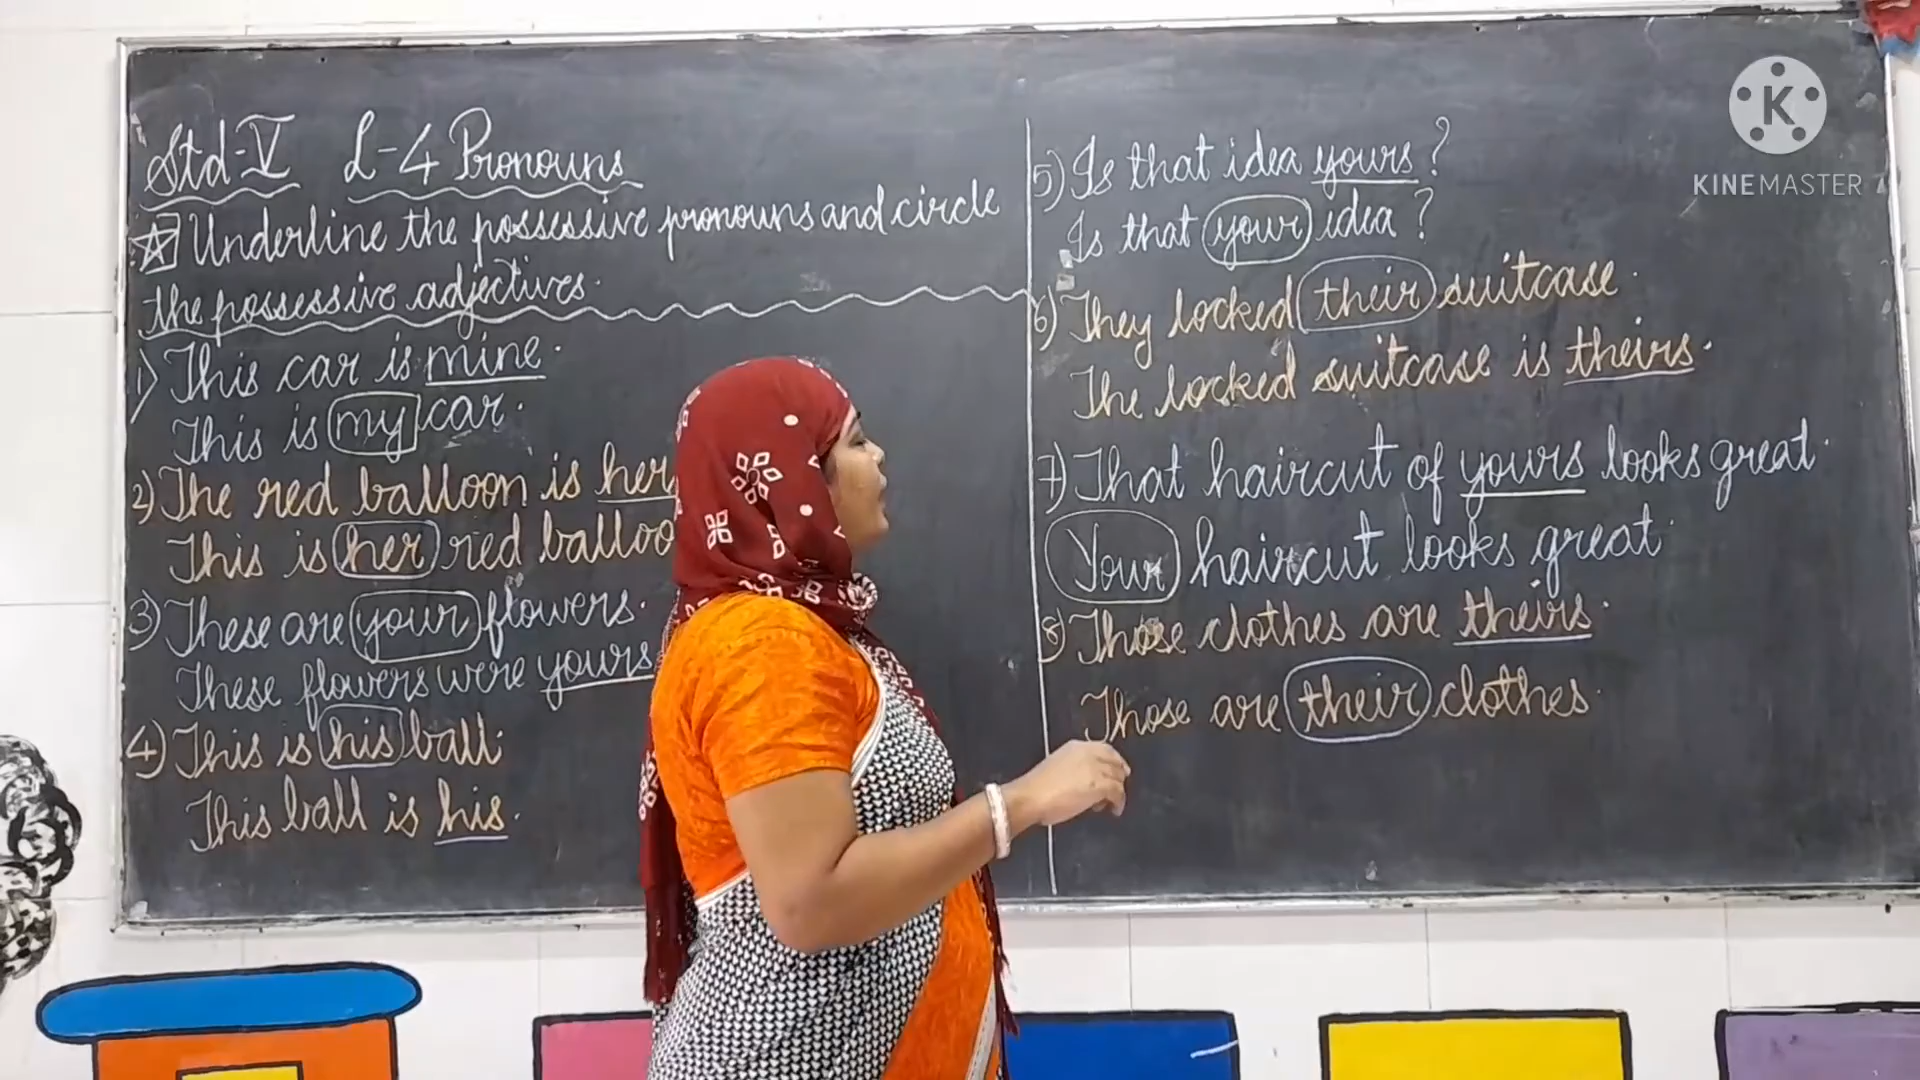 Std-V L-4 Pronouns
Underline the possessive pronouns and circle
the possessive adjectives.
1) This car is mine.
This is my car.
2) The red balloon is her
This is her red balloo
3) These are your flowers.
These flowers were yours
4) This is his ball.
This ball is his.
5) Is that idea yours?
Is that your idea?
6) They locked their suitcase.
The locked suitcase is theirs.
7) That haircut of yours looks great.
Your haircut looks great.
8) Those clothes are theirs.
Those are their clothes.
K
KINEMASTER